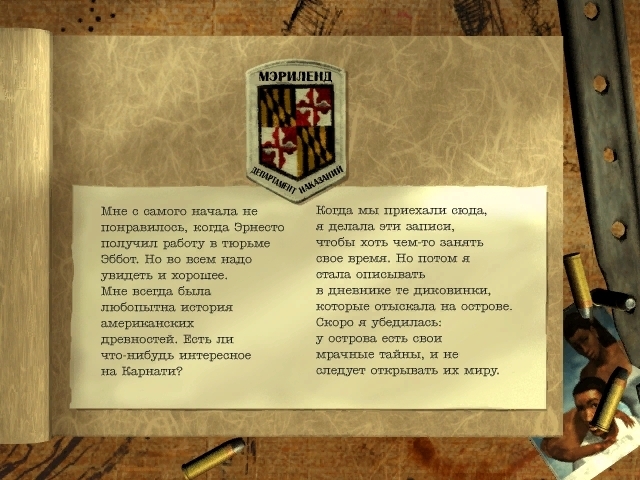 МЭРИЛЕНД
ДЕПАРТАМЕНТ НАКАЗАНИЙ
Мне с самого начала не
понравилось, когда Эрнесто
получил работу в тюрьме
Эббот. Но во всем надо
увидеть и хорошее.
Мне всегда была
любопытна история
американских
древностей. Есть ли
что-нибудь интересное
на Карнати?
Когда мы приехали сюда,
я делала эти записи,
чтобы хоть чем-то занять
свое время. Но потом я
стала описывать
в дневнике те диковинки,
которые отыскала на острове.
Скоро я убедилась:
у острова есть свои
мрачные тайны, и не
следует открывать их миру.